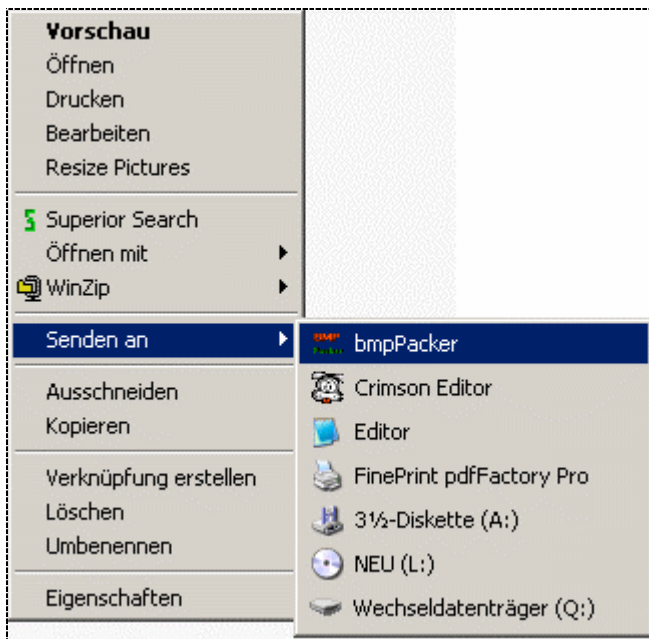 Vorschau
Öffnen
Drucken
Bearbeiten
Resize Pictures
Superior Search
Öffnen mit
WinZip
Senden an
Ausschneiden
Kopieren
Verknüpfung erstellen
Löschen
Umbenennen
Eigenschaften
bmpPacker
Crimson Editor
Editor
FinePrint pdfFactory Pro
3½-Diskette (A:)
NEU (L:)
Wechseldatenträger (Q:)